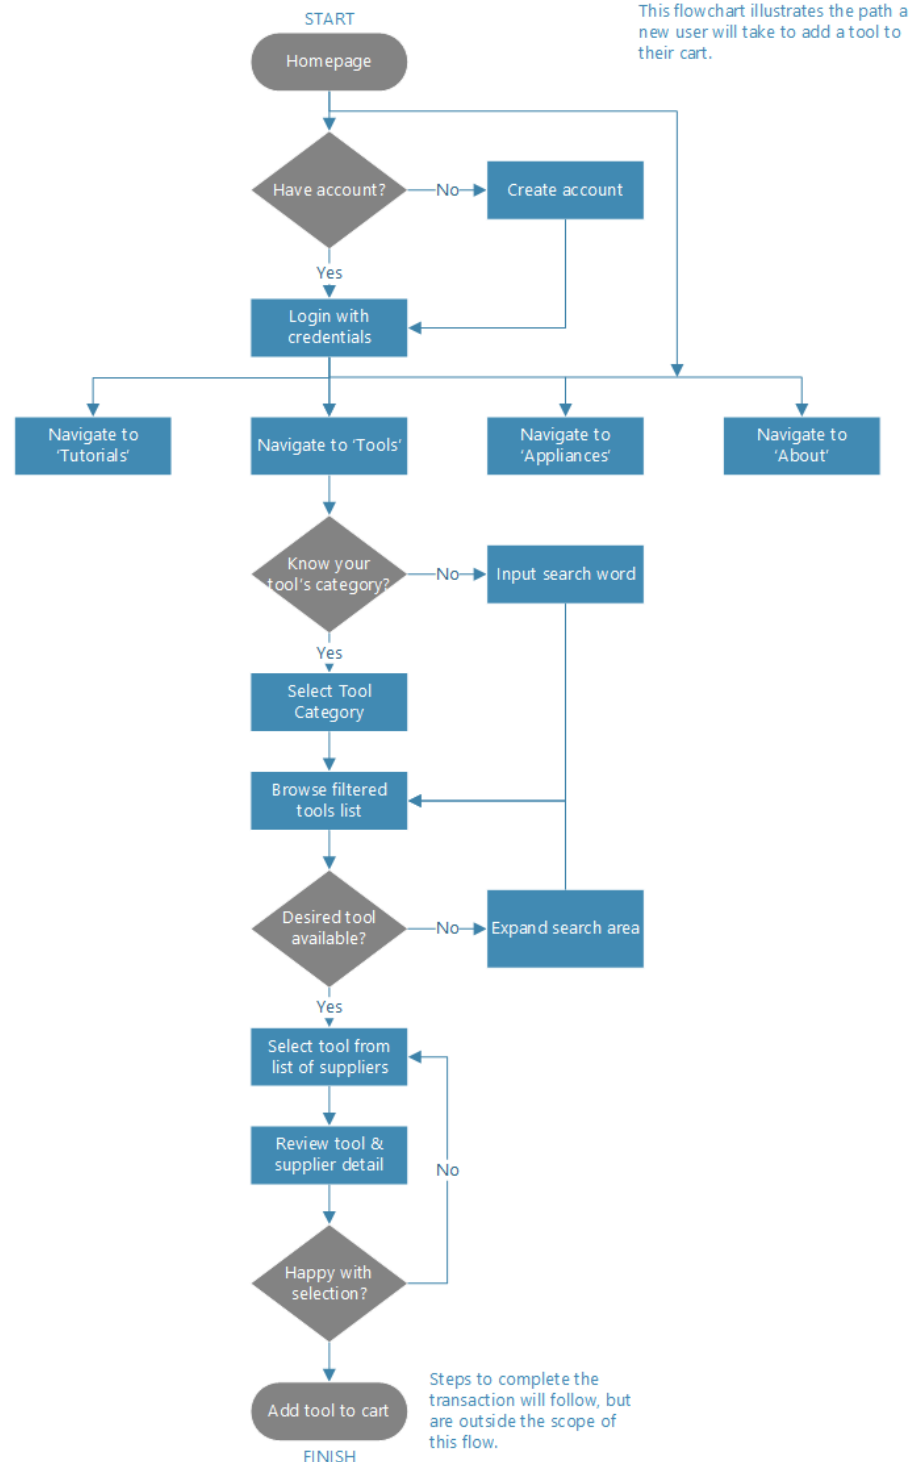 START
This flowchart illustrates the path a
new user will take to add a tool to
their cart.
Homepage
Have account?
No
Create account
Yes
Login with
credentials
Navigate to
‘Tutorials’
Navigate to ‘Tools’
Navigate to
‘Appliances’
Navigate to
‘About’
Know your
tool’s category?
No
Input search word
Yes
Select Tool
Category
Browse filtered
tools list
Desired tool
available?
No
Expand search area
Yes
Select tool from
list of suppliers
Review tool &
supplier detail
No
Happy with
selection?
Add tool to cart
Steps to complete the
transaction will follow, but
are outside the scope of
this flow.
FINISH